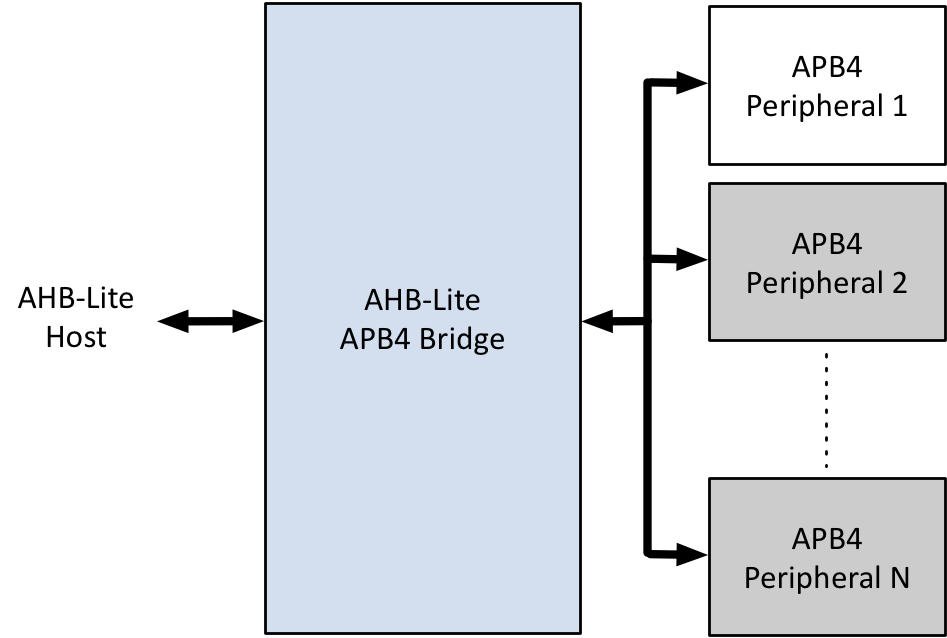 AHB-Lite
Host
AHB-Lite
APB4 Bridge
APB4
Peripheral 1
APB4
Peripheral 2
APB4
Peripheral N